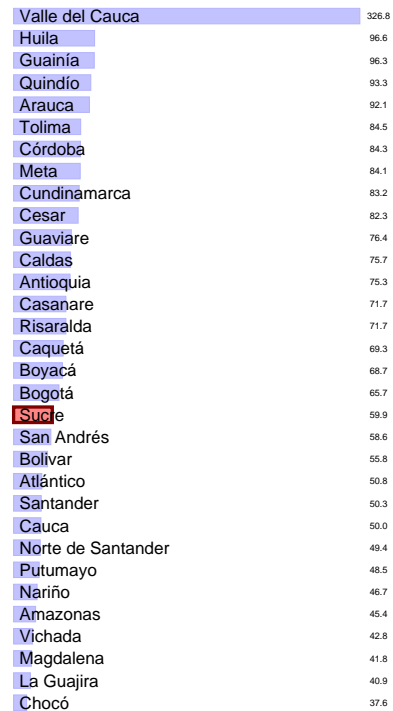 Valle del Cauca 326.8
Huila 96.6
Guainía 96.3
Quindío 93.3
Arauca 92.1
Tolima 84.5
Córdoba 84.3
Meta 84.1
Cundinamarca 83.2
Cesar 82.3
Guaviare 76.4
Caldas 75.7
Antioquia 75.3
Casanare 71.7
Risaralda 71.7
Caquetá 69.3
Boyacá 68.7
Bogotá 65.7
Sucre 59.9
San Andrés 58.6
Bolivar 55.8
Atlántico 50.8
Santander 50.3
Cauca 50.0
Norte de Santander 49.4
Putumayo 48.5
Nariño 46.7
Amazonas 45.4
Vichada 42.8
Magdalena 41.8
La Guajira 40.9
Chocó 37.6